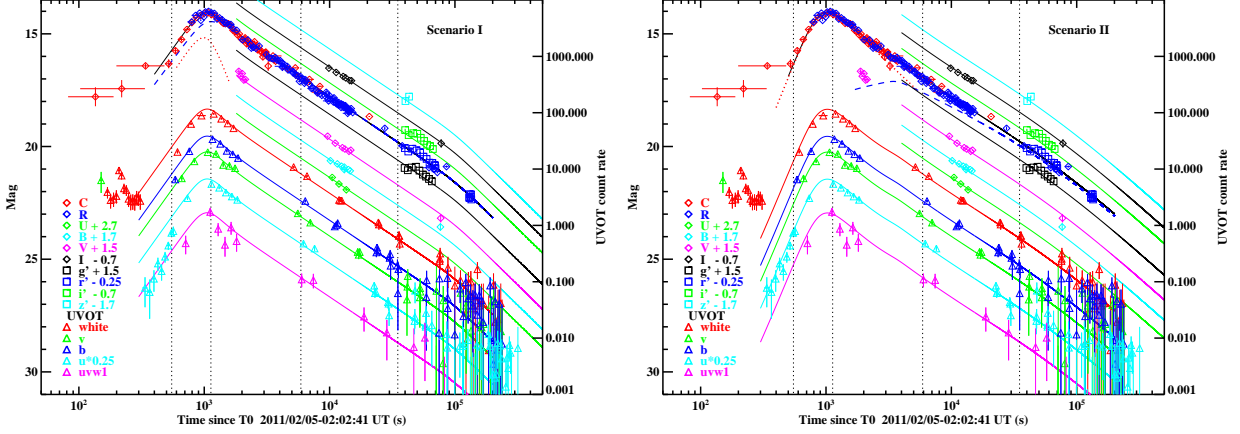 Scenario I
Mag
15
20
25
30
1000.000
100.000
10.000
1.000
0.100
0.010
0.001
UVOT count rate
C
R
U + 2.7
B + 1.7
V + 1.5
I - 0.7
g' + 1.5
r' - 0.25
i' - 0.7
z' - 1.7
UVOT
white
v
b
u*0.25
uvw1
10² 10³ 10⁴ 10⁵
Time since T0 2011/02/05-02:02:41 UT (s)
Scenario II
Mag
15
20
25
30
1000.000
100.000
10.000
1.000
0.100
0.010
0.001
UVOT count rate
C
R
U + 2.7
B + 1.7
V + 1.5
I - 0.7
g' + 1.5
r' - 0.25
i' - 0.7
z' - 1.7
UVOT
white
v
b
u*0.25
uvw1
10² 10³ 10⁴ 10⁵
Time since T0 2011/02/05-02:02:41 UT (s)